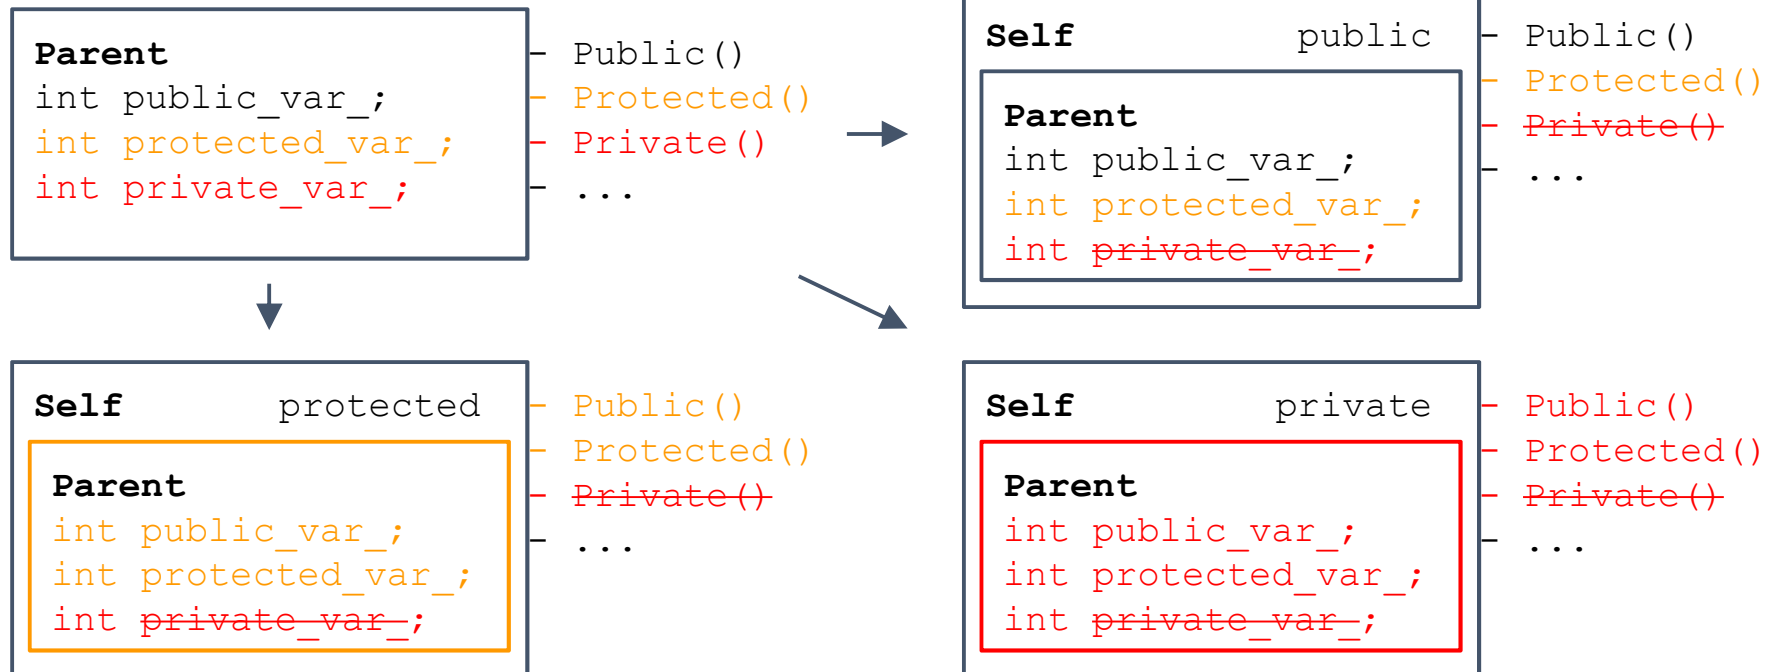 Parent
int public_var_;
int protected_var_;
int private_var_;
- Public()
- Protected()
- Private()
- ...
Self public
Parent
int public_var_;
int protected_var_;
int private_var_;
- Public()
- Protected()
- Private()
- ...
Self protected
Parent
int public_var_;
int protected_var_;
int private_var_;
- Public()
- Protected()
- Private()
- ...
Self private
Parent
int public_var_;
int protected_var_;
int private_var_;
- Public()
- Protected()
- Private()
- ...